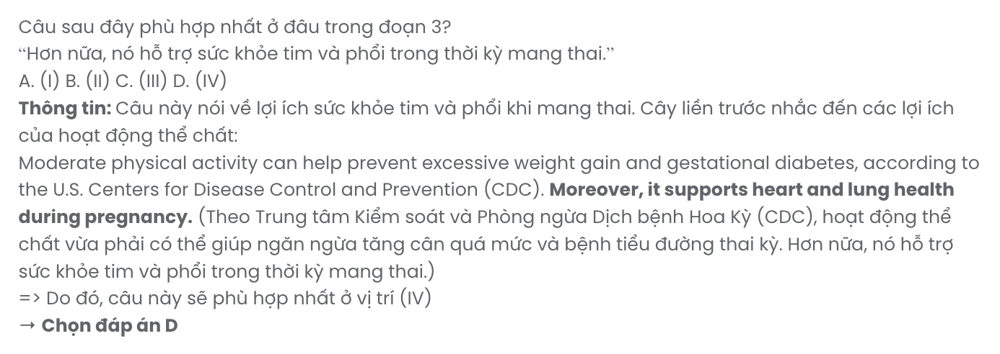 Câu sau đây phù hợp nhất ở đâu trong đoạn 3?
“Hơn nữa, nó hỗ trợ sức khỏe tim và phổi trong thời kỳ mang thai.”
A. (I) B. (II) C. (III) D. (IV)
Thông tin: Câu này nói về lợi ích sức khỏe tim và phổi khi mang thai. Cây liền trước nhắc đến các lợi ích
của hoạt động thể chất:
Moderate physical activity can help prevent excessive weight gain and gestational diabetes, according to
the U.S. Centers for Disease Control and Prevention (CDC). Moreover, it supports heart and lung health
during pregnancy. (Theo Trung tâm Kiểm soát và Phòng ngừa Dịch bệnh Hoa Kỳ (CDC), hoạt động thể
chất vừa phải có thể giúp ngăn ngừa tăng cân quá mức và bệnh tiểu đường thai kỳ. Hơn nữa, nó hỗ trợ
sức khỏe tim và phổi trong thời kỳ mang thai.)
=> Do đó, câu này sẽ phù hợp nhất ở vị trí (IV)
→ Chọn đáp án D